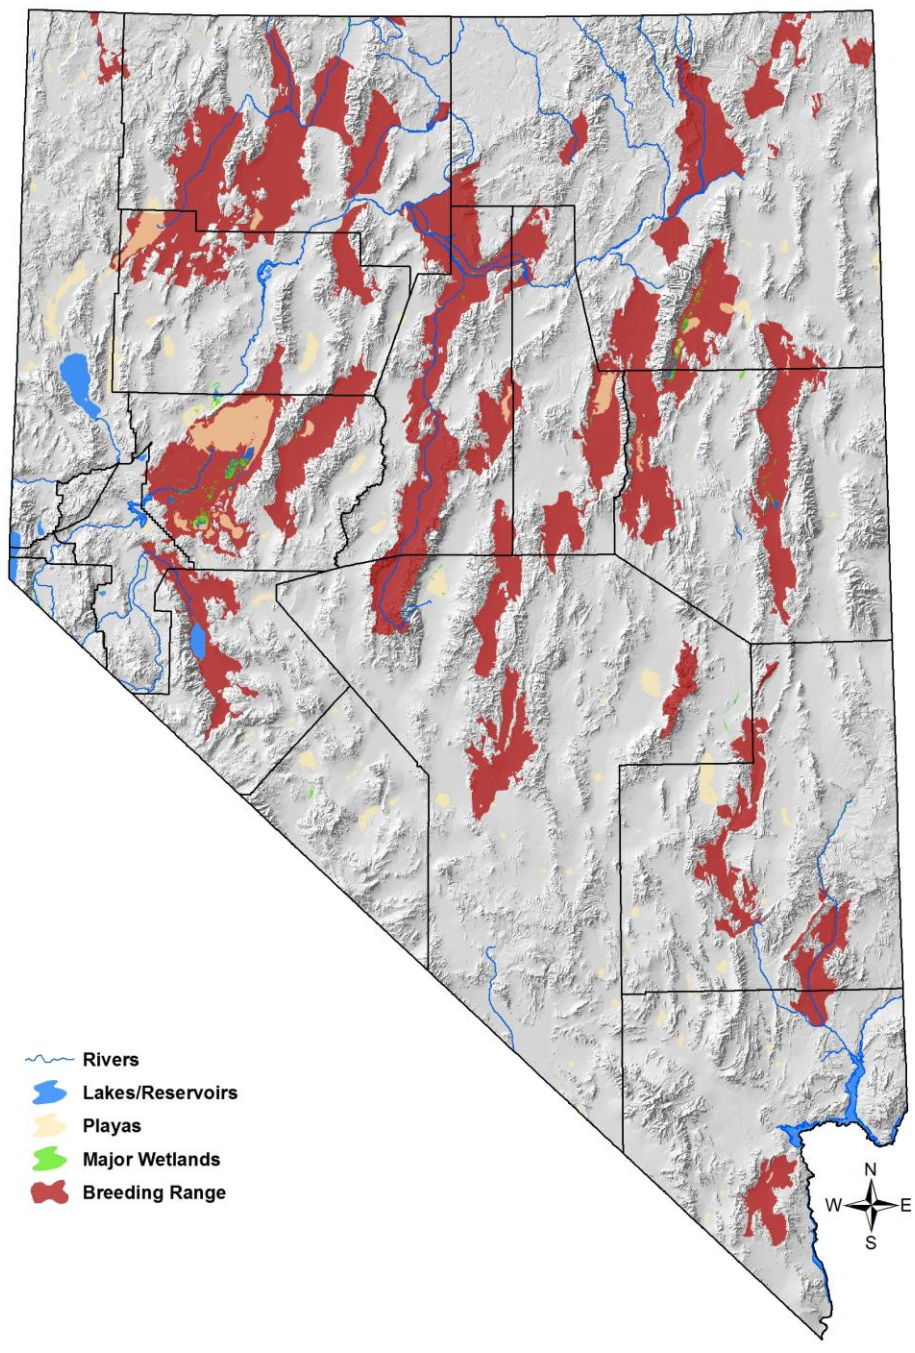 Rivers
Lakes/Reservoirs
Playas
Major Wetlands
Breeding Range
N
W E
S